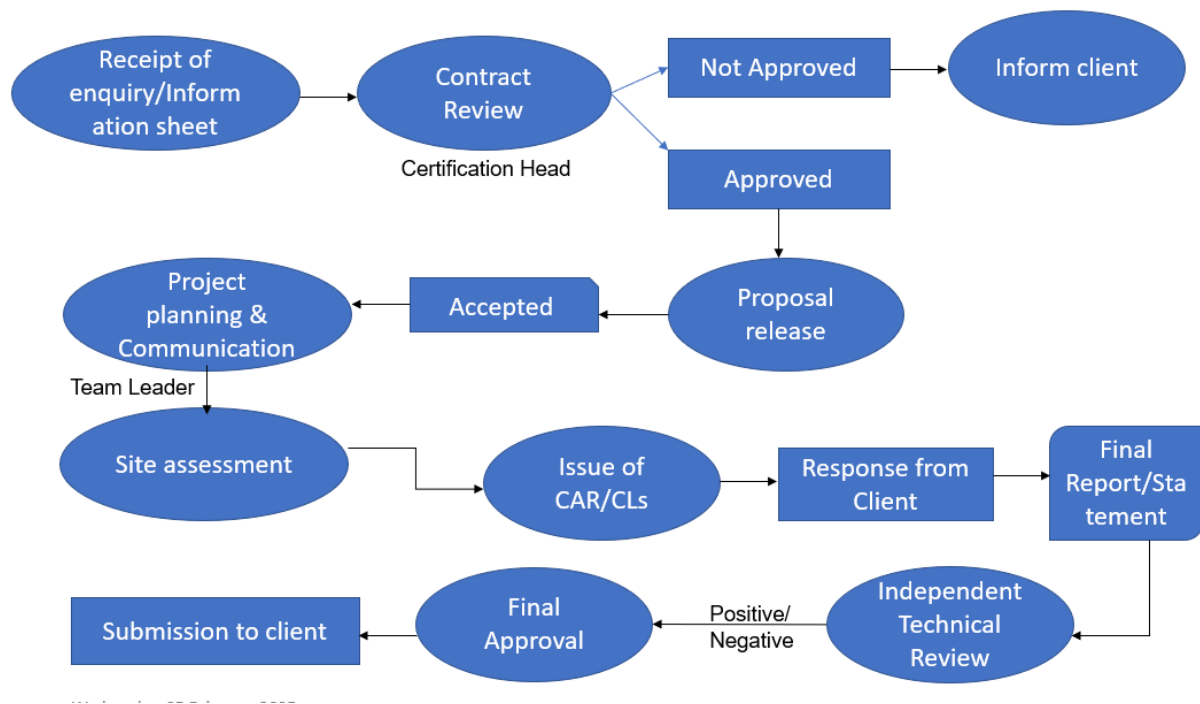 Receipt of
enquiry/Inform
ation sheet
Contract
Review
Certification Head
Not Approved
Inform client
Approved
Project
planning &
Communication
Accepted
Proposal
release
Team Leader
Site assessment
Issue of
CAR/CLs
Response from
Client
Final
Report/Sta
tement
Submission to client
Final
Approval
Positive/
Negative
Independent
Technical
Review